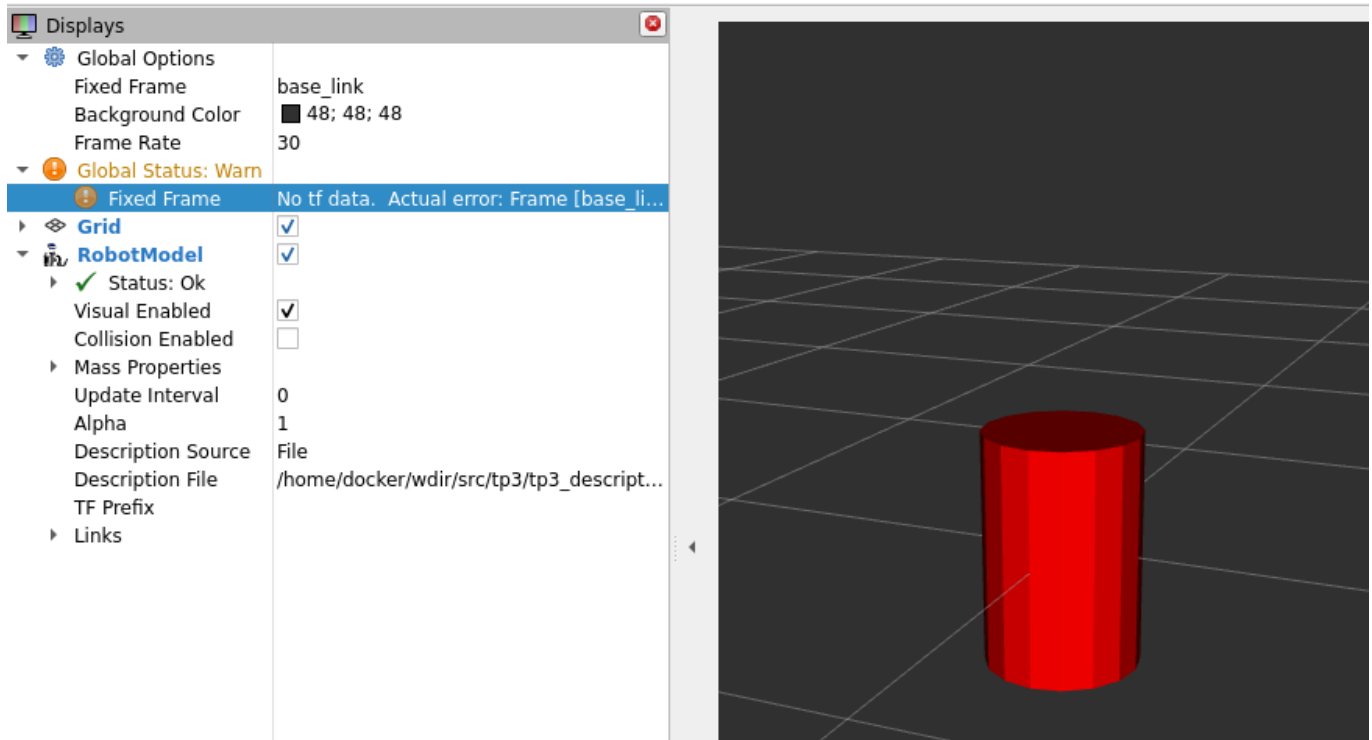 Displays
Global Options
Fixed Frame base_link
Background Color 48; 48; 48
Frame Rate 30
Global Status: Warn
Fixed Frame No tf data.  Actual error: Frame [base_li...
Grid
RobotModel
Status: Ok
Visual Enabled
Collision Enabled
Mass Properties
Update Interval 0
Alpha 1
Description Source File
Description File /home/docker/wdir/src/tp3/tp3_descript...
TF Prefix
Links